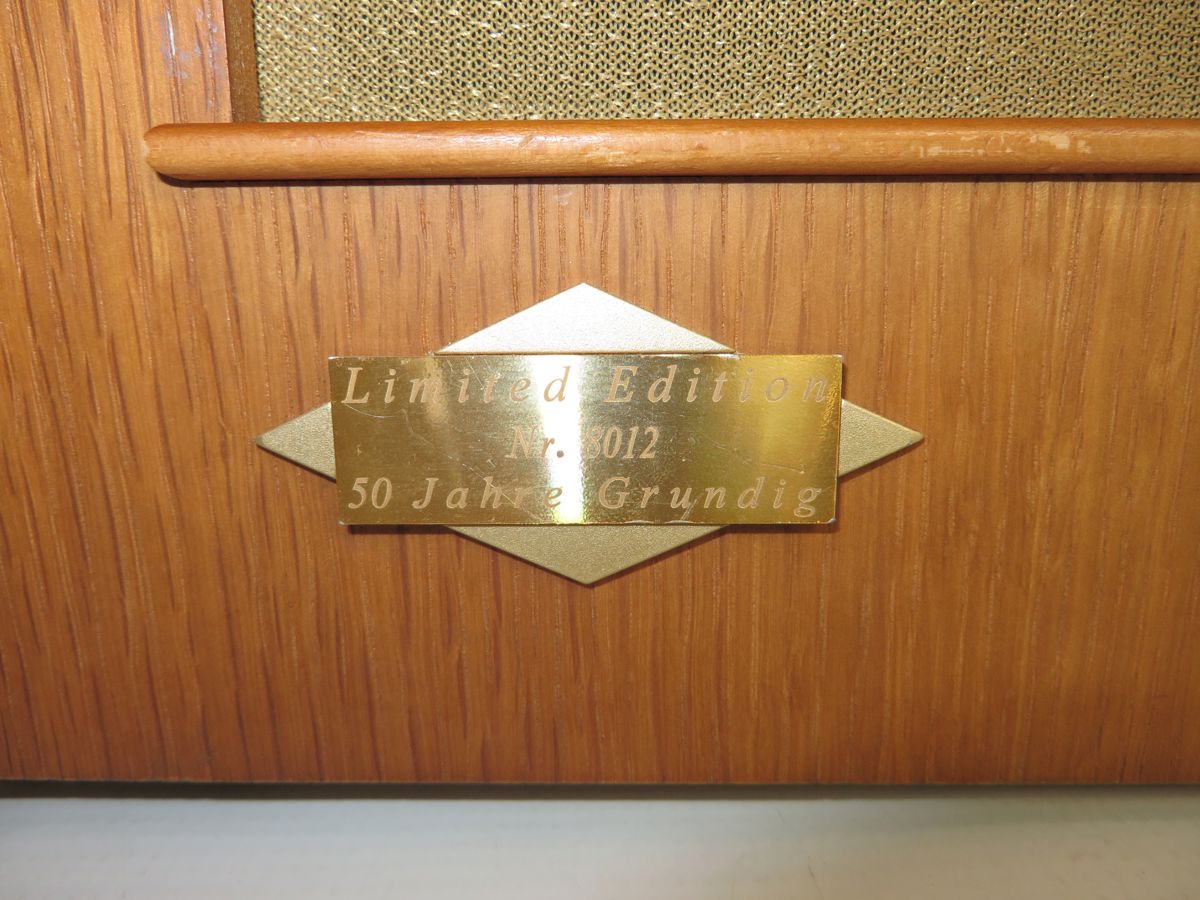 Limited Edition
Nr. 8012
50 Jahre Grundig